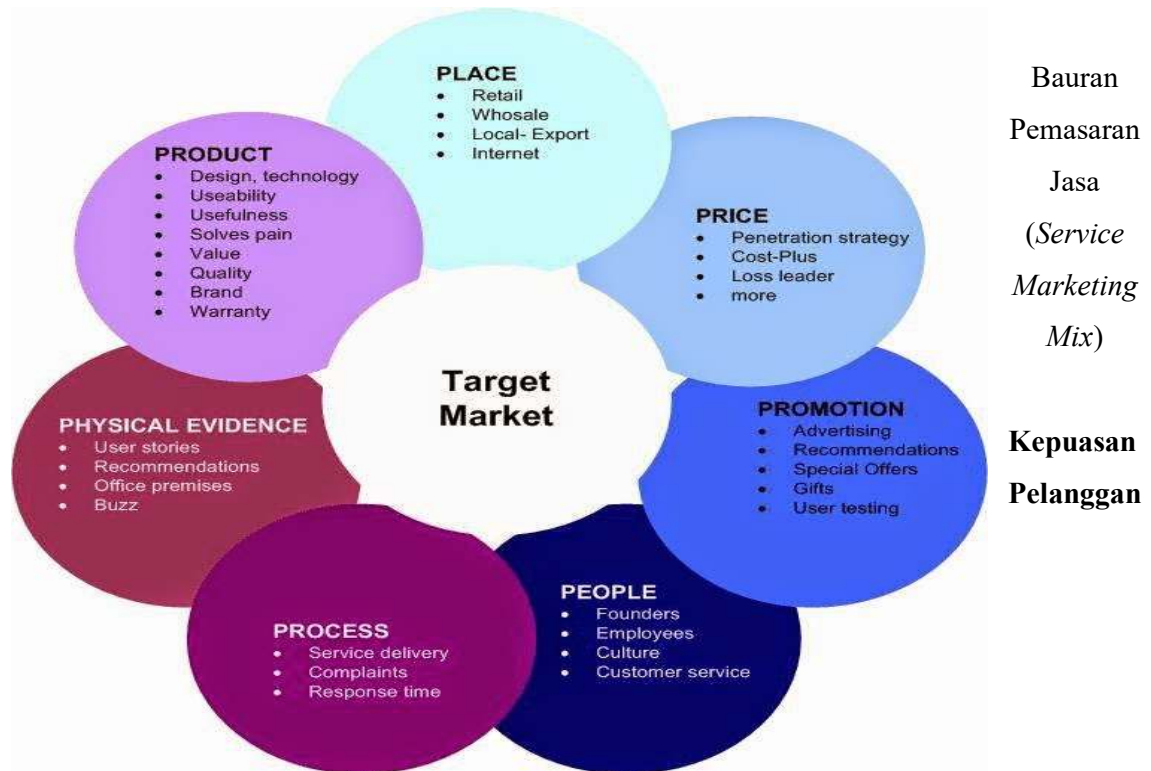 PLACE
• Retail
• Whosale
• Local- Export
• Internet
PRODUCT
• Design, technology
• Useability
• Usefulness
• Solves pain
• Value
• Quality
• Brand
• Warranty
PRICE
• Penetration strategy
• Cost-Plus
• Loss leader
• more
Target
Market
PHYSICAL EVIDENCE
• User stories
• Recommendations
• Office premises
• Buzz
PROMOTION
• Advertising
• Recommendations
• Special Offers
• Gifts
• User testing
PROCESS
• Service delivery
• Complaints
• Response time
PEOPLE
• Founders
• Employees
• Culture
• Customer service
Bauran
Pemasaran
Jasa
(Service
Marketing
Mix)
Kepuasan
Pelanggan